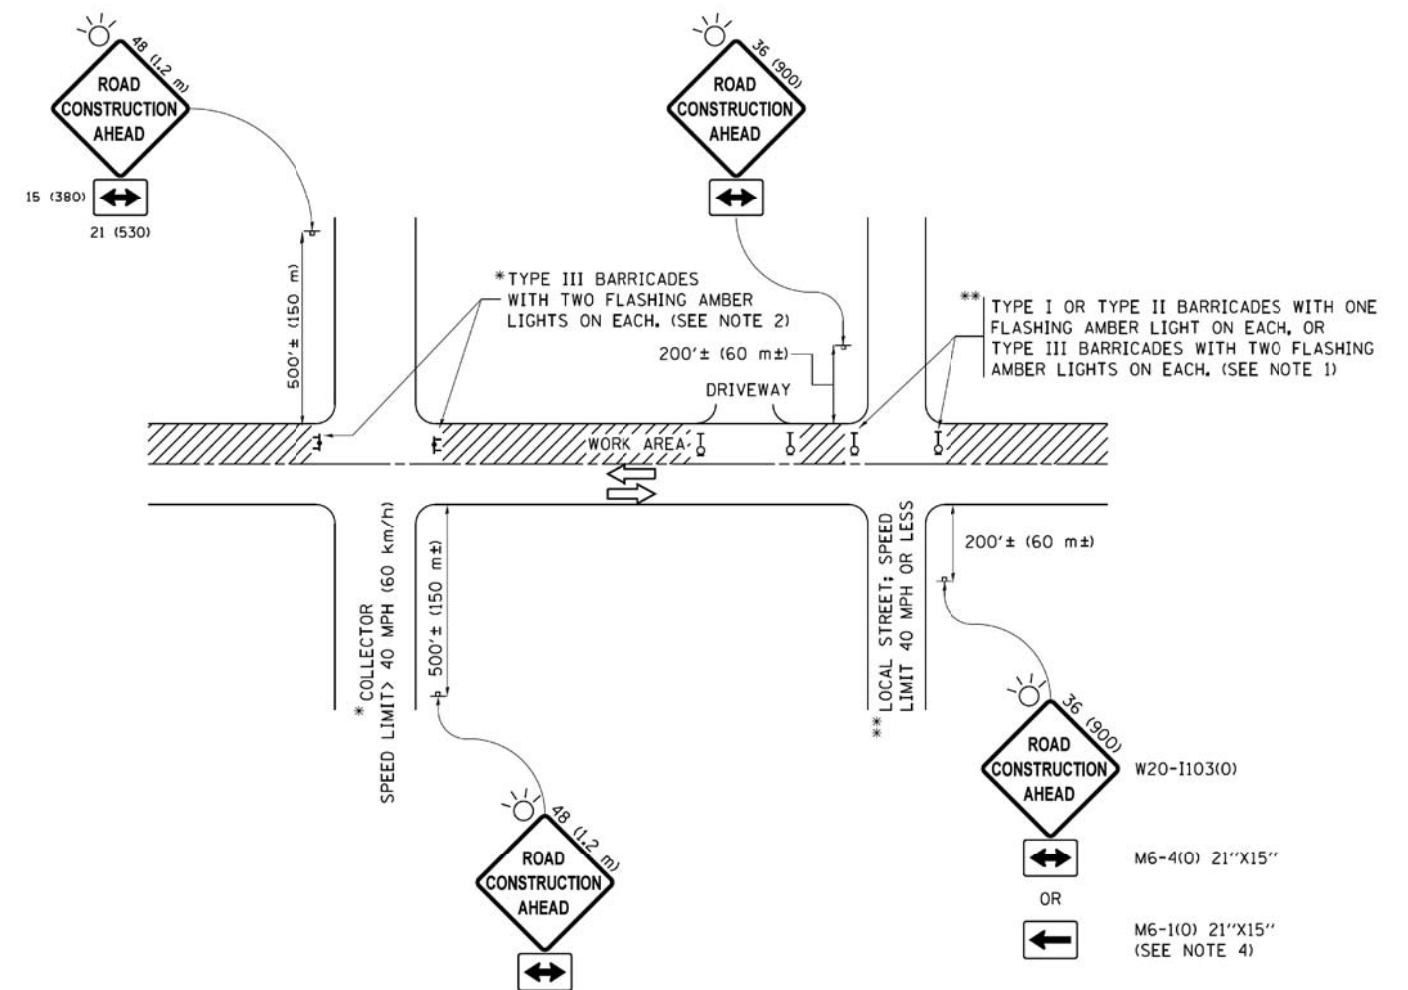 48 (1.2 m)
ROAD
CONSTRUCTION
AHEAD
15 (380)
21 (530)
36 (900)
ROAD
CONSTRUCTION
AHEAD
500'± (150 m)
*TYPE III BARRICADES
WITH TWO FLASHING AMBER
LIGHTS ON EACH. (SEE NOTE 2)
200'± (60 m±)
DRIVEWAY
** TYPE I OR TYPE II BARRICADES WITH ONE
FLASHING AMBER LIGHT ON EACH, OR
TYPE III BARRICADES WITH TWO FLASHING
AMBER LIGHTS ON EACH. (SEE NOTE 1)
WORK AREA
* COLLECTOR
SPEED LIMIT> 40 MPH (60 km/h)
500'± (150 m±)
** LOCAL STREET; SPEED
LIMIT 40 MPH OR LESS
200'± (60 m±)
48 (1.2 m)
ROAD
CONSTRUCTION
AHEAD
36 (900)
ROAD
CONSTRUCTION
AHEAD
W20-I103(O)
M6-4(O) 21''X15''
OR
M6-1(O) 21''X15''
(SEE NOTE 4)